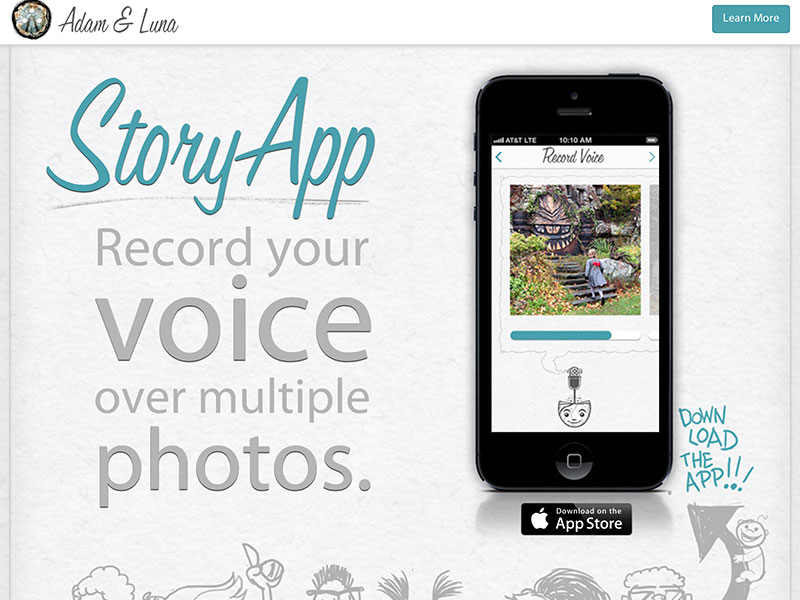 Adam & Luna
Learn More
StoryApp
Record your
voice
over multiple
photos.
AT&T LTE 10:10 AM
Record Voice
DOWN
LOAD
THE
APP!!!
Download on the
App Store